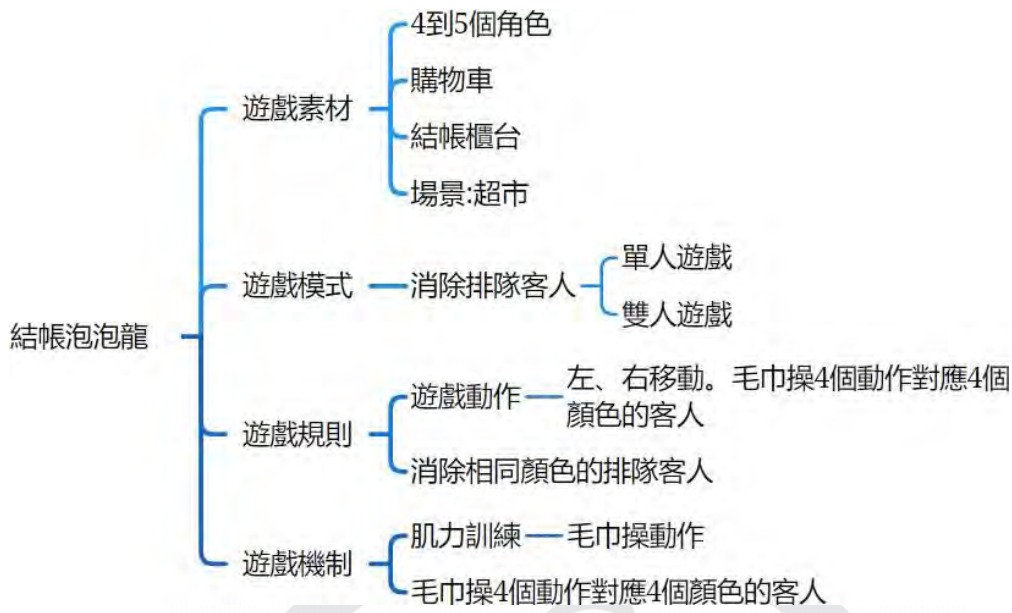 結帳泡泡龍
遊戲素材
4到5個角色
購物車
結帳櫃台
場景:超市
遊戲模式
消除排隊客人
單人遊戲
雙人遊戲
遊戲規則
遊戲動作
左、右移動。毛巾操4個動作對應4個
顏色的客人
消除相同顏色的排隊客人
遊戲機制
肌力訓練
毛巾操動作
毛巾操4個動作對應4個顏色的客人